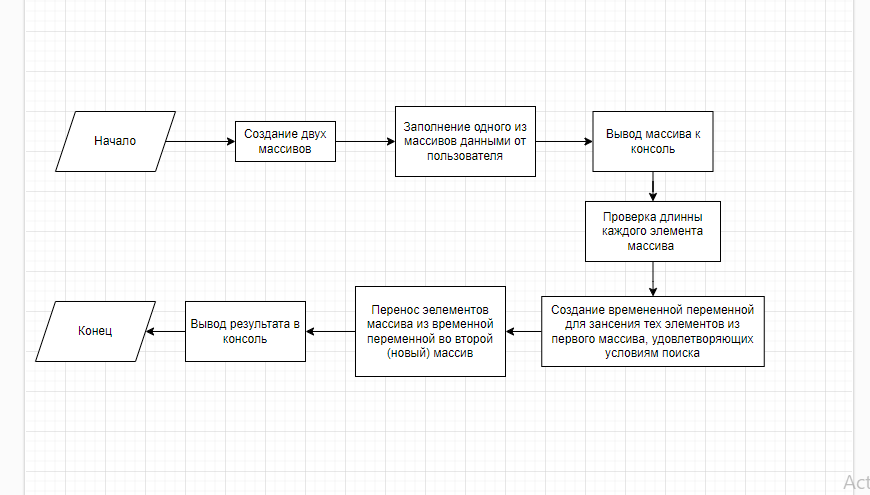 Начало
Создание двух
массивов
Заполнение одного из
массивов данными от
пользователя
Вывод массива к
консоль
Проверка длинны
каждого элемента
массива
Создание времененной переменной
для зансения тех элементов из
первого массива, удовлетворяющих
условиям поиска
Перенос эелементов
массива из временной
переменной во второй
(новый) массив
Вывод результата в
консоль
Конец
Act